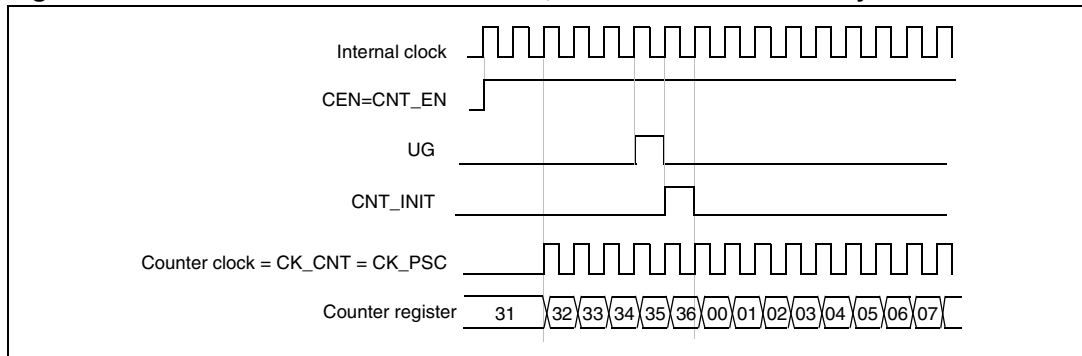 Internal clock
CEN=CNT_EN
UG
CNT_INIT
Counter clock = CK_CNT = CK_PSC
Counter register 31 32 33 34 35 36 00 01 02 03 04 05 06 07